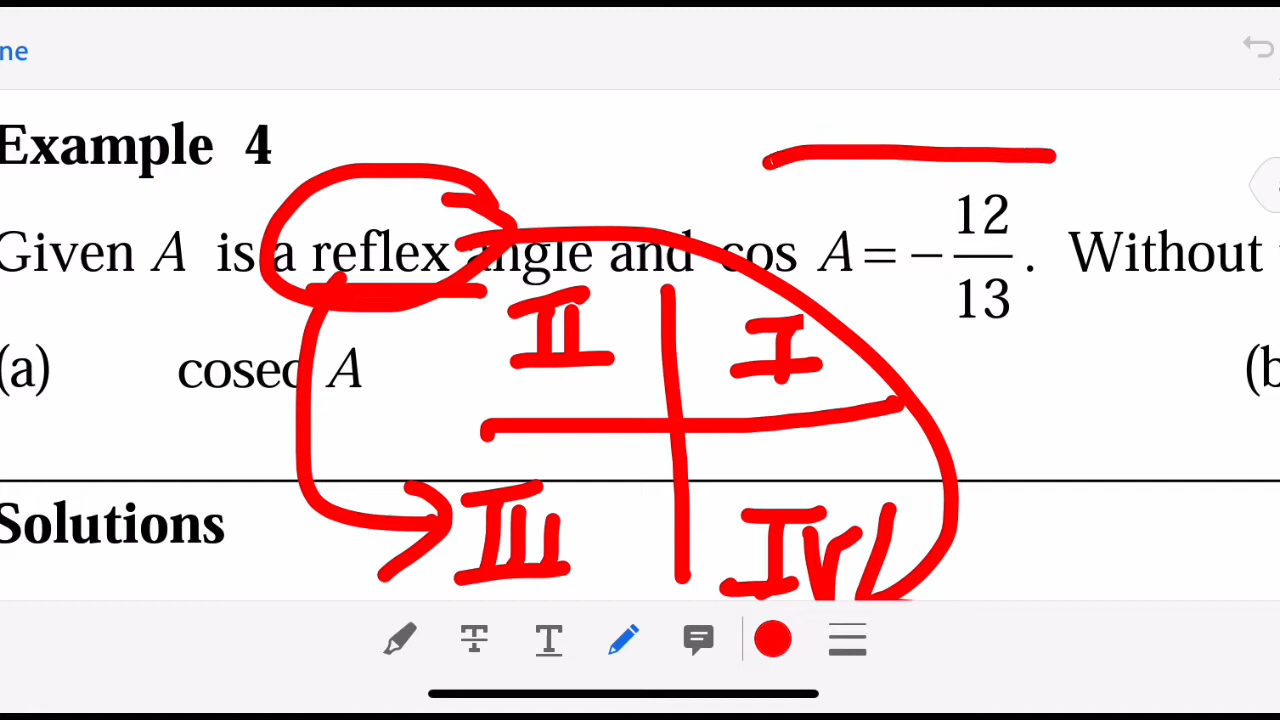 ne
Example 4
Given A is a reflex angle and cos A = - 12/13 . Without
(a) cosec A (b
II I
Solutions
III IV